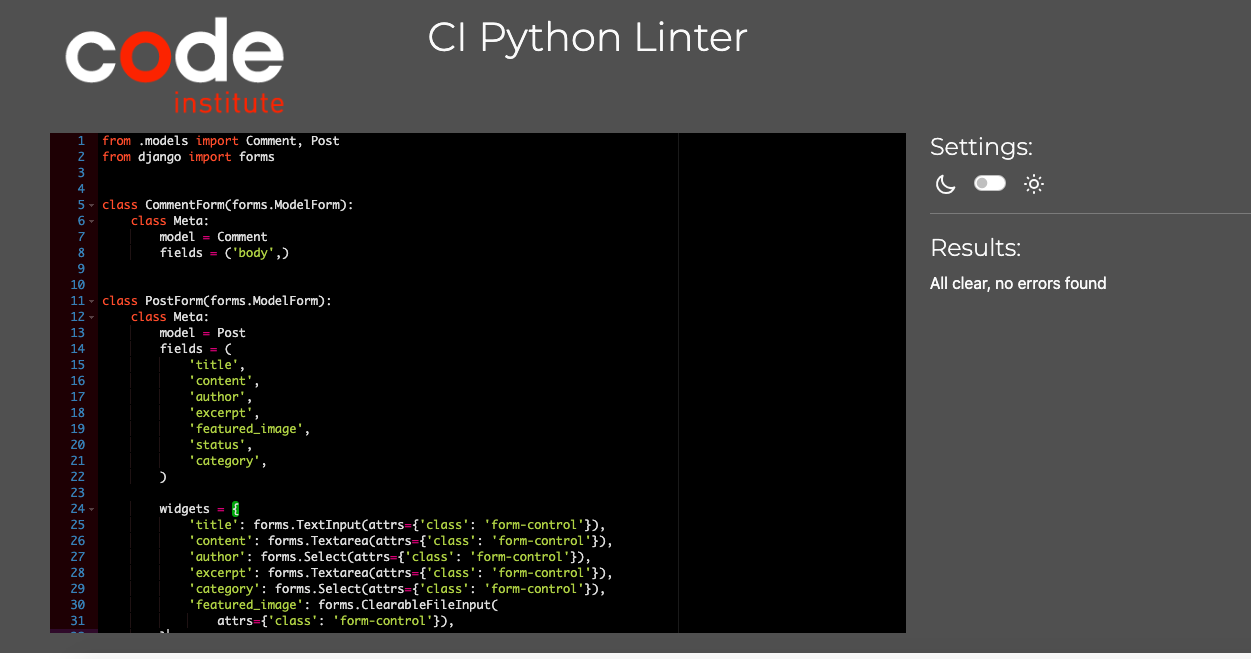 code
institute
CI Python Linter
1 from .models import Comment, Post
2 from django import forms
3
4
5 class CommentForm(forms.ModelForm):
6     class Meta:
7         model = Comment
8         fields = ('body',)
9
10
11 class PostForm(forms.ModelForm):
12     class Meta:
13         model = Post
14         fields = (
15             'title',
16             'content',
17             'author',
18             'excerpt',
19             'featured_image',
20             'status',
21             'category',
22         )
23
24         widgets = {
25             'title': forms.TextInput(attrs={'class': 'form-control'}),
26             'content': forms.Textarea(attrs={'class': 'form-control'}),
27             'author': forms.Select(attrs={'class': 'form-control'}),
28             'excerpt': forms.Textarea(attrs={'class': 'form-control'}),
29             'category': forms.Select(attrs={'class': 'form-control'}),
30             'featured_image': forms.ClearableFileInput(
31                 attrs={'class': 'form-control'}),
Settings:
Results:
All clear, no errors found